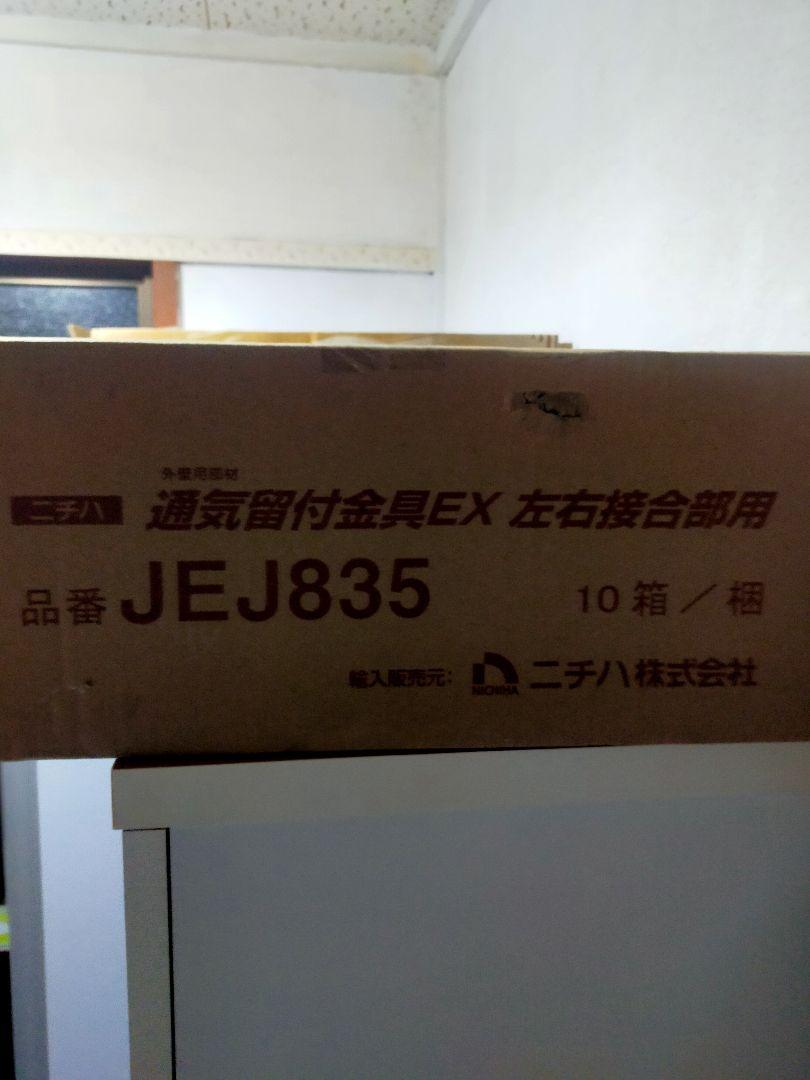 外壁用部材
ニチハ 通気留付金具EX 左右接合部用
品番 JEJ835 10箱／梱
輸入販売元: NICHIHA ニチハ株式会社